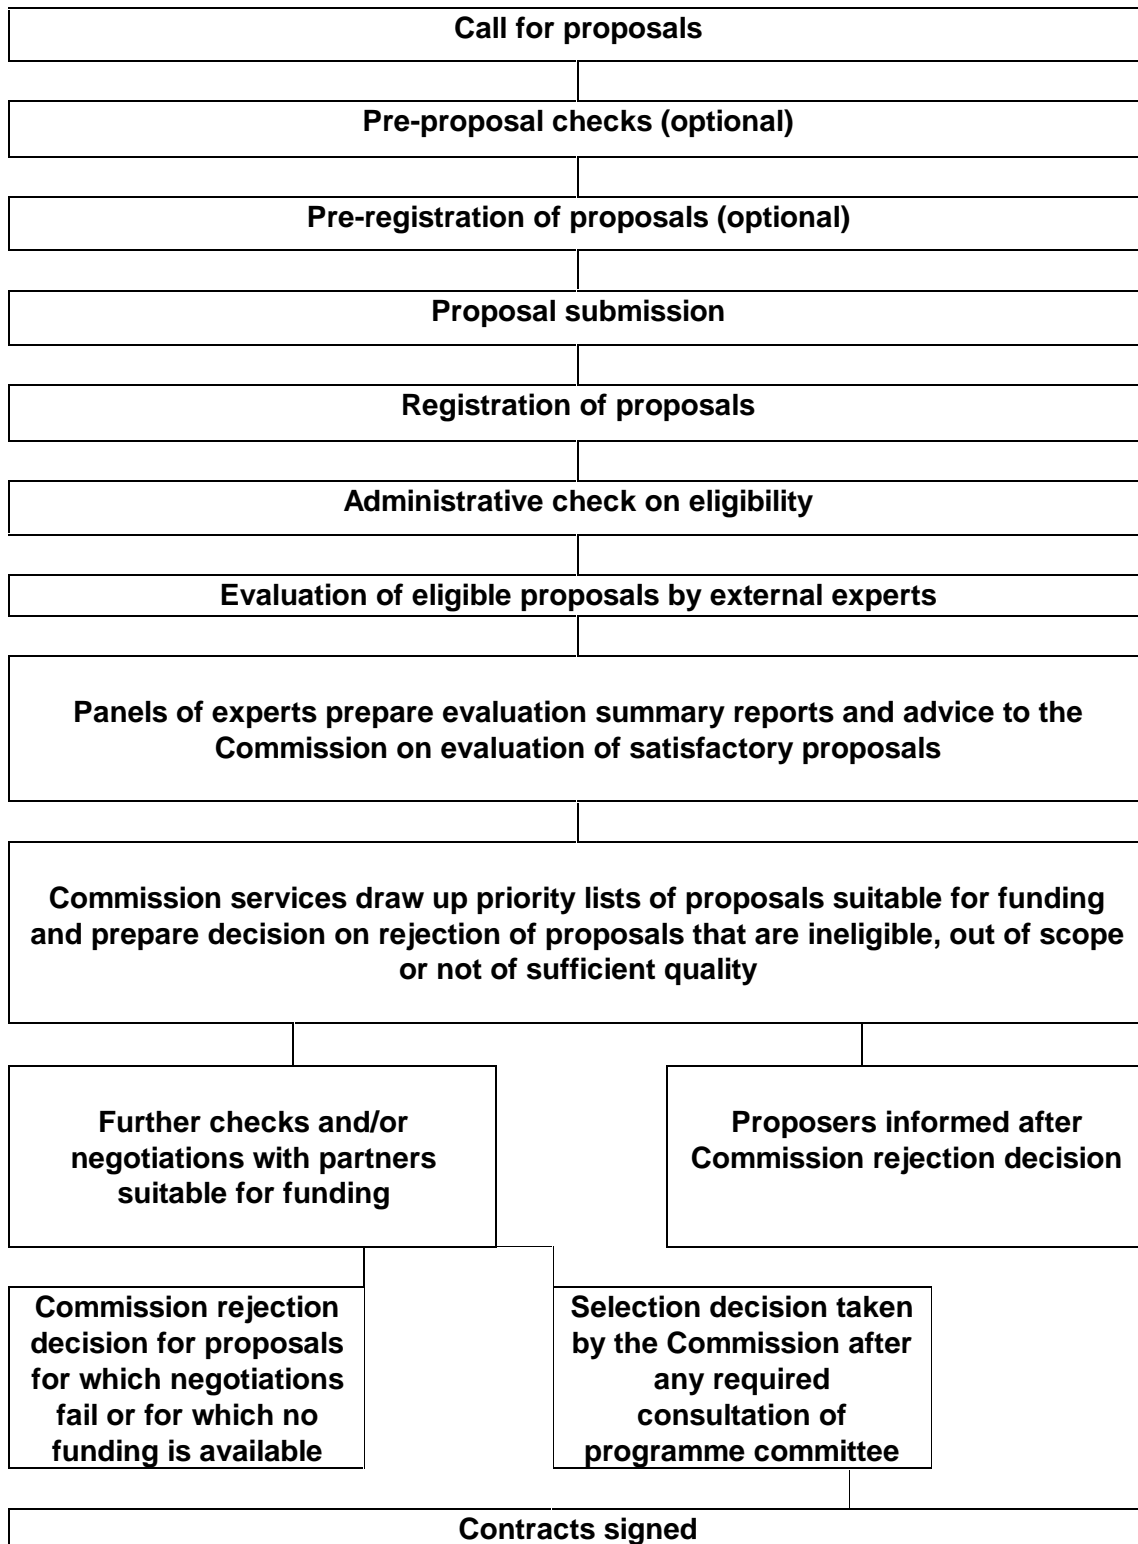 Call for proposals
Pre-proposal checks (optional)
Pre-registration of proposals (optional)
Proposal submission
Registration of proposals
Administrative check on eligibility
Evaluation of eligible proposals by external experts
Panels of experts prepare evaluation summary reports and advice to the
Commission on evaluation of satisfactory proposals
Commission services draw up priority lists of proposals suitable for funding
and prepare decision on rejection of proposals that are ineligible, out of scope
or not of sufficient quality
Further checks and/or
negotiations with partners
suitable for funding
Proposers informed after
Commission rejection decision
Commission rejection
decision for proposals
for which negotiations
fail or for which no
funding is available
Selection decision taken
by the Commission after
any required
consultation of
programme committee
Contracts signed